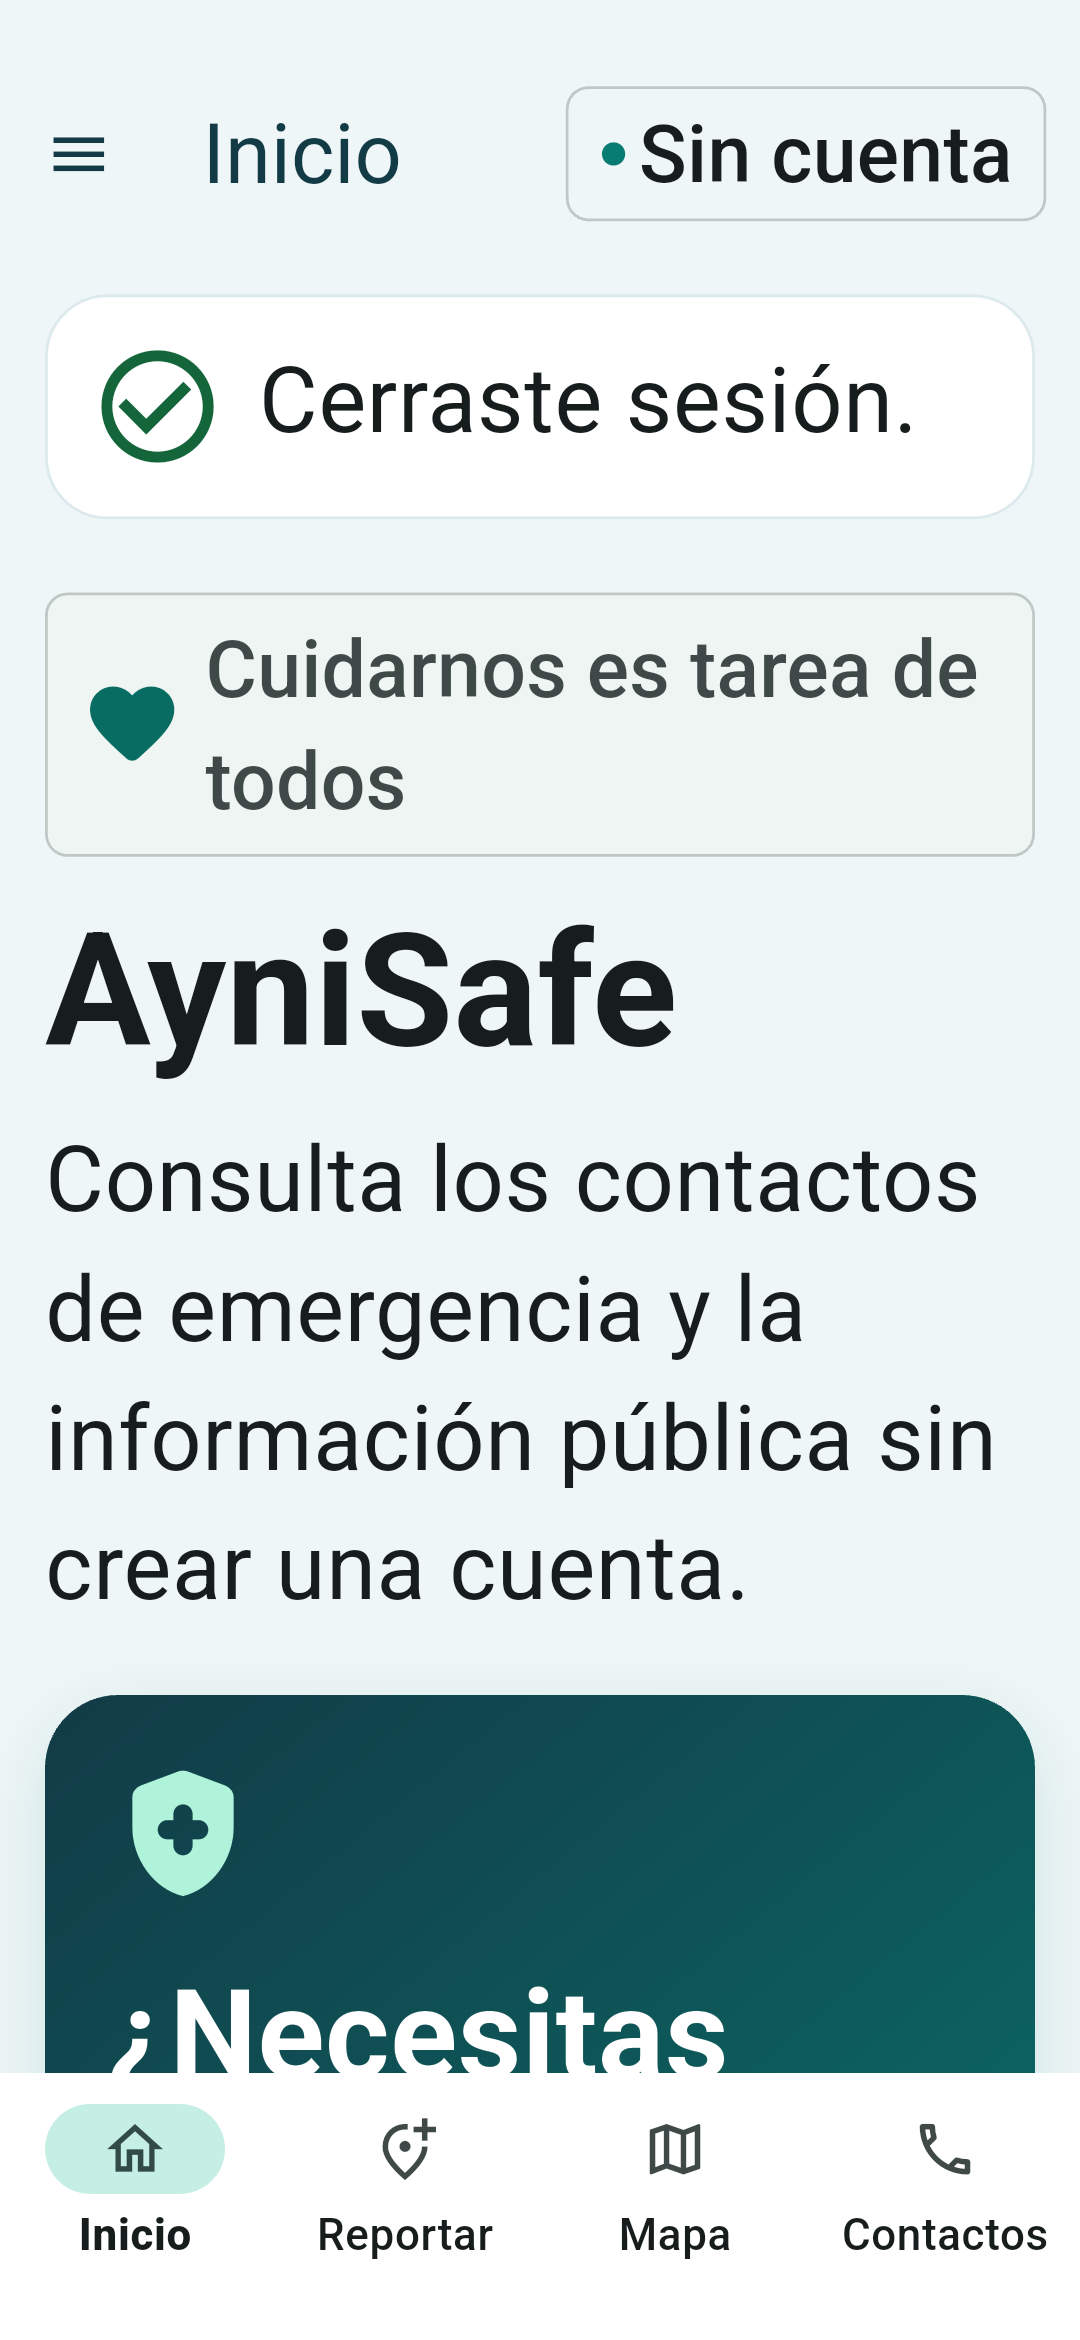 Inicio
Sin cuenta
Cerraste sesión.
Cuidarnos es tarea de
todos
AyniSafe
Consulta los contactos
de emergencia y la
información pública sin
crear una cuenta.
¿Necesitas
Inicio
Reportar
Mapa
Contactos